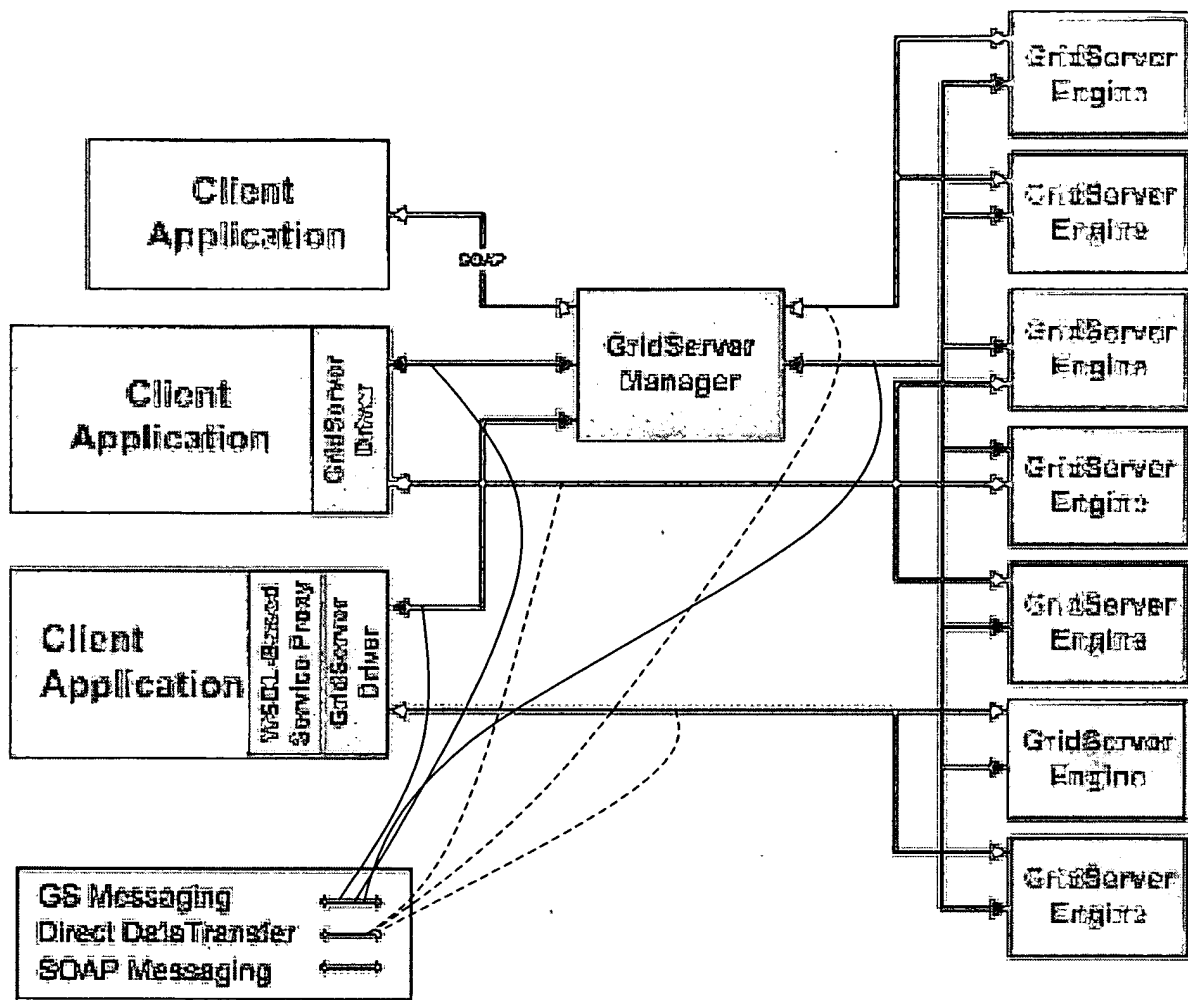 Client
Application
SOAP
Client
Application
GridServer
Driver
Client
Application
WSDL-Based
Service Proxy
GridServer
Driver
GridServer
Manager
GridServer
Engine
GridServer
Engine
GridServer
Engine
GridServer
Engine
GridServer
Engine
GridServer
Engine
GridServer
Engine
GS Messaging
Direct DataTransfer
SOAP Messaging